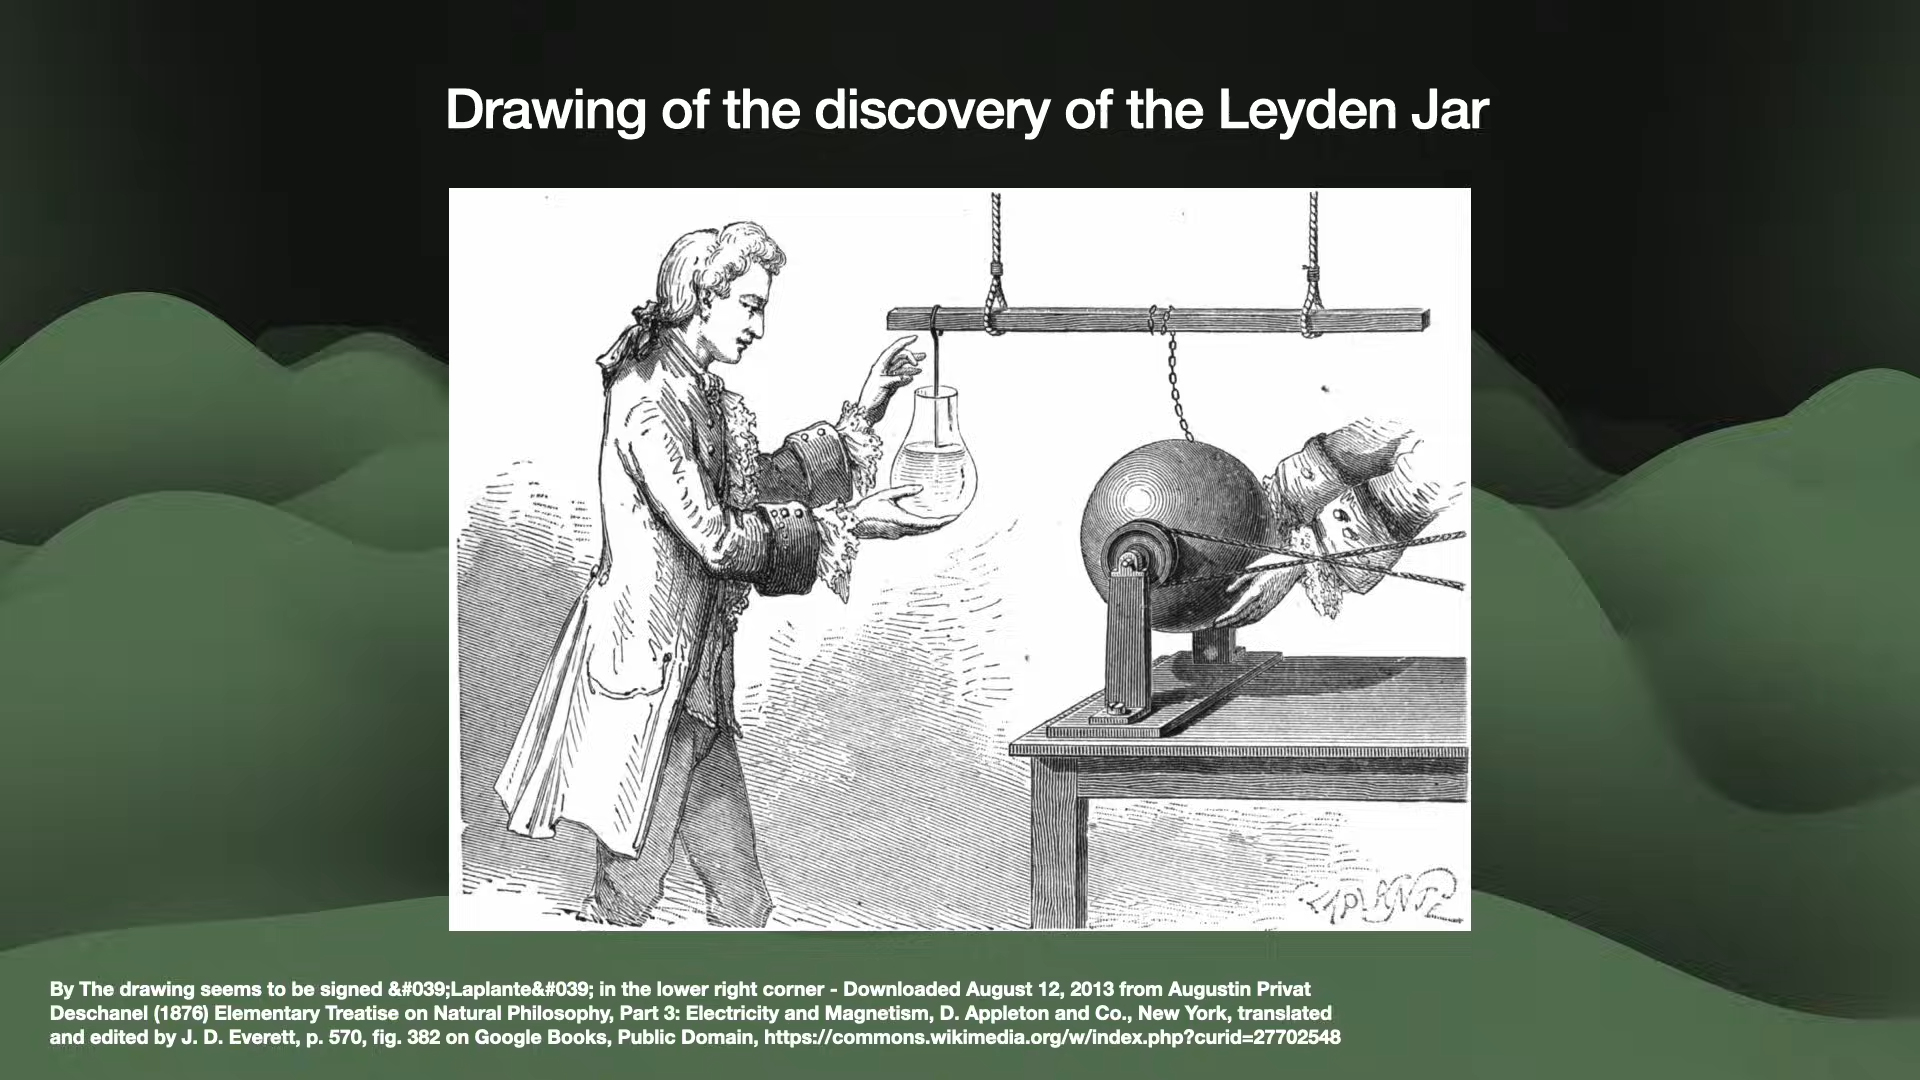 Drawing of the discovery of the Leyden Jar
By The drawing seems to be signed &#039;Laplante&#039; in the lower right corner - Downloaded August 12, 2013 from Augustin Privat
Deschanel (1876) Elementary Treatise on Natural Philosophy, Part 3: Electricity and Magnetism, D. Appleton and Co., New York, translated
and edited by J. D. Everett, p. 570, fig. 382 on Google Books, Public Domain, https://commons.wikimedia.org/w/index.php?curid=27702548